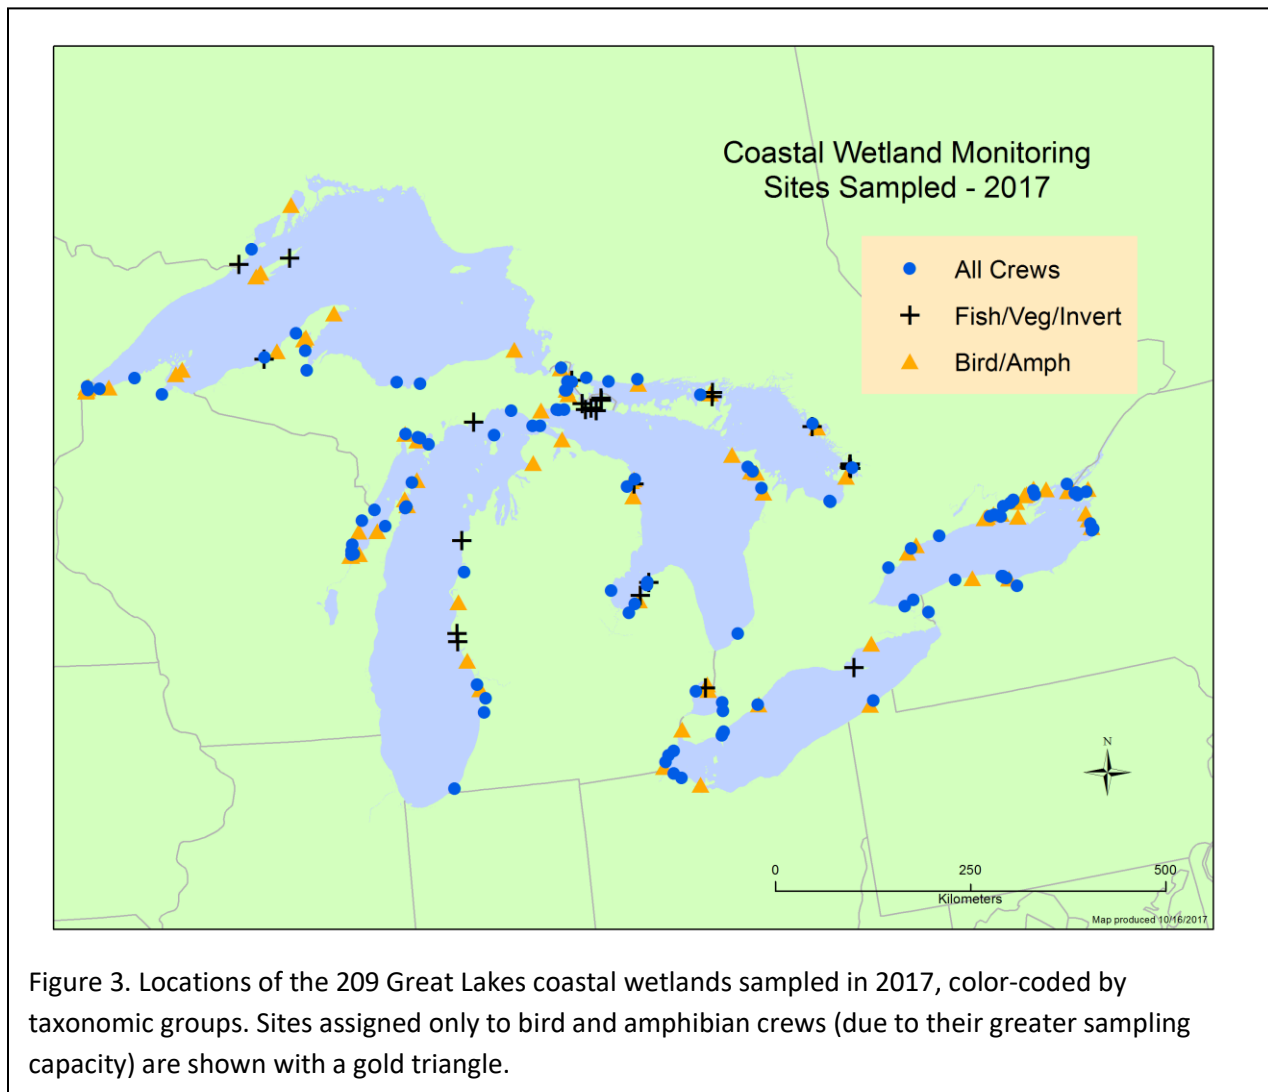 Coastal Wetland Monitoring
Sites Sampled - 2017
All Crews
Fish/Veg/Invert
Bird/Amph
N
0 250 500
Kilometers
Map produced 10/16/2017
Figure 3. Locations of the 209 Great Lakes coastal wetlands sampled in 2017, color-coded by
taxonomic groups. Sites assigned only to bird and amphibian crews (due to their greater sampling
capacity) are shown with a gold triangle.